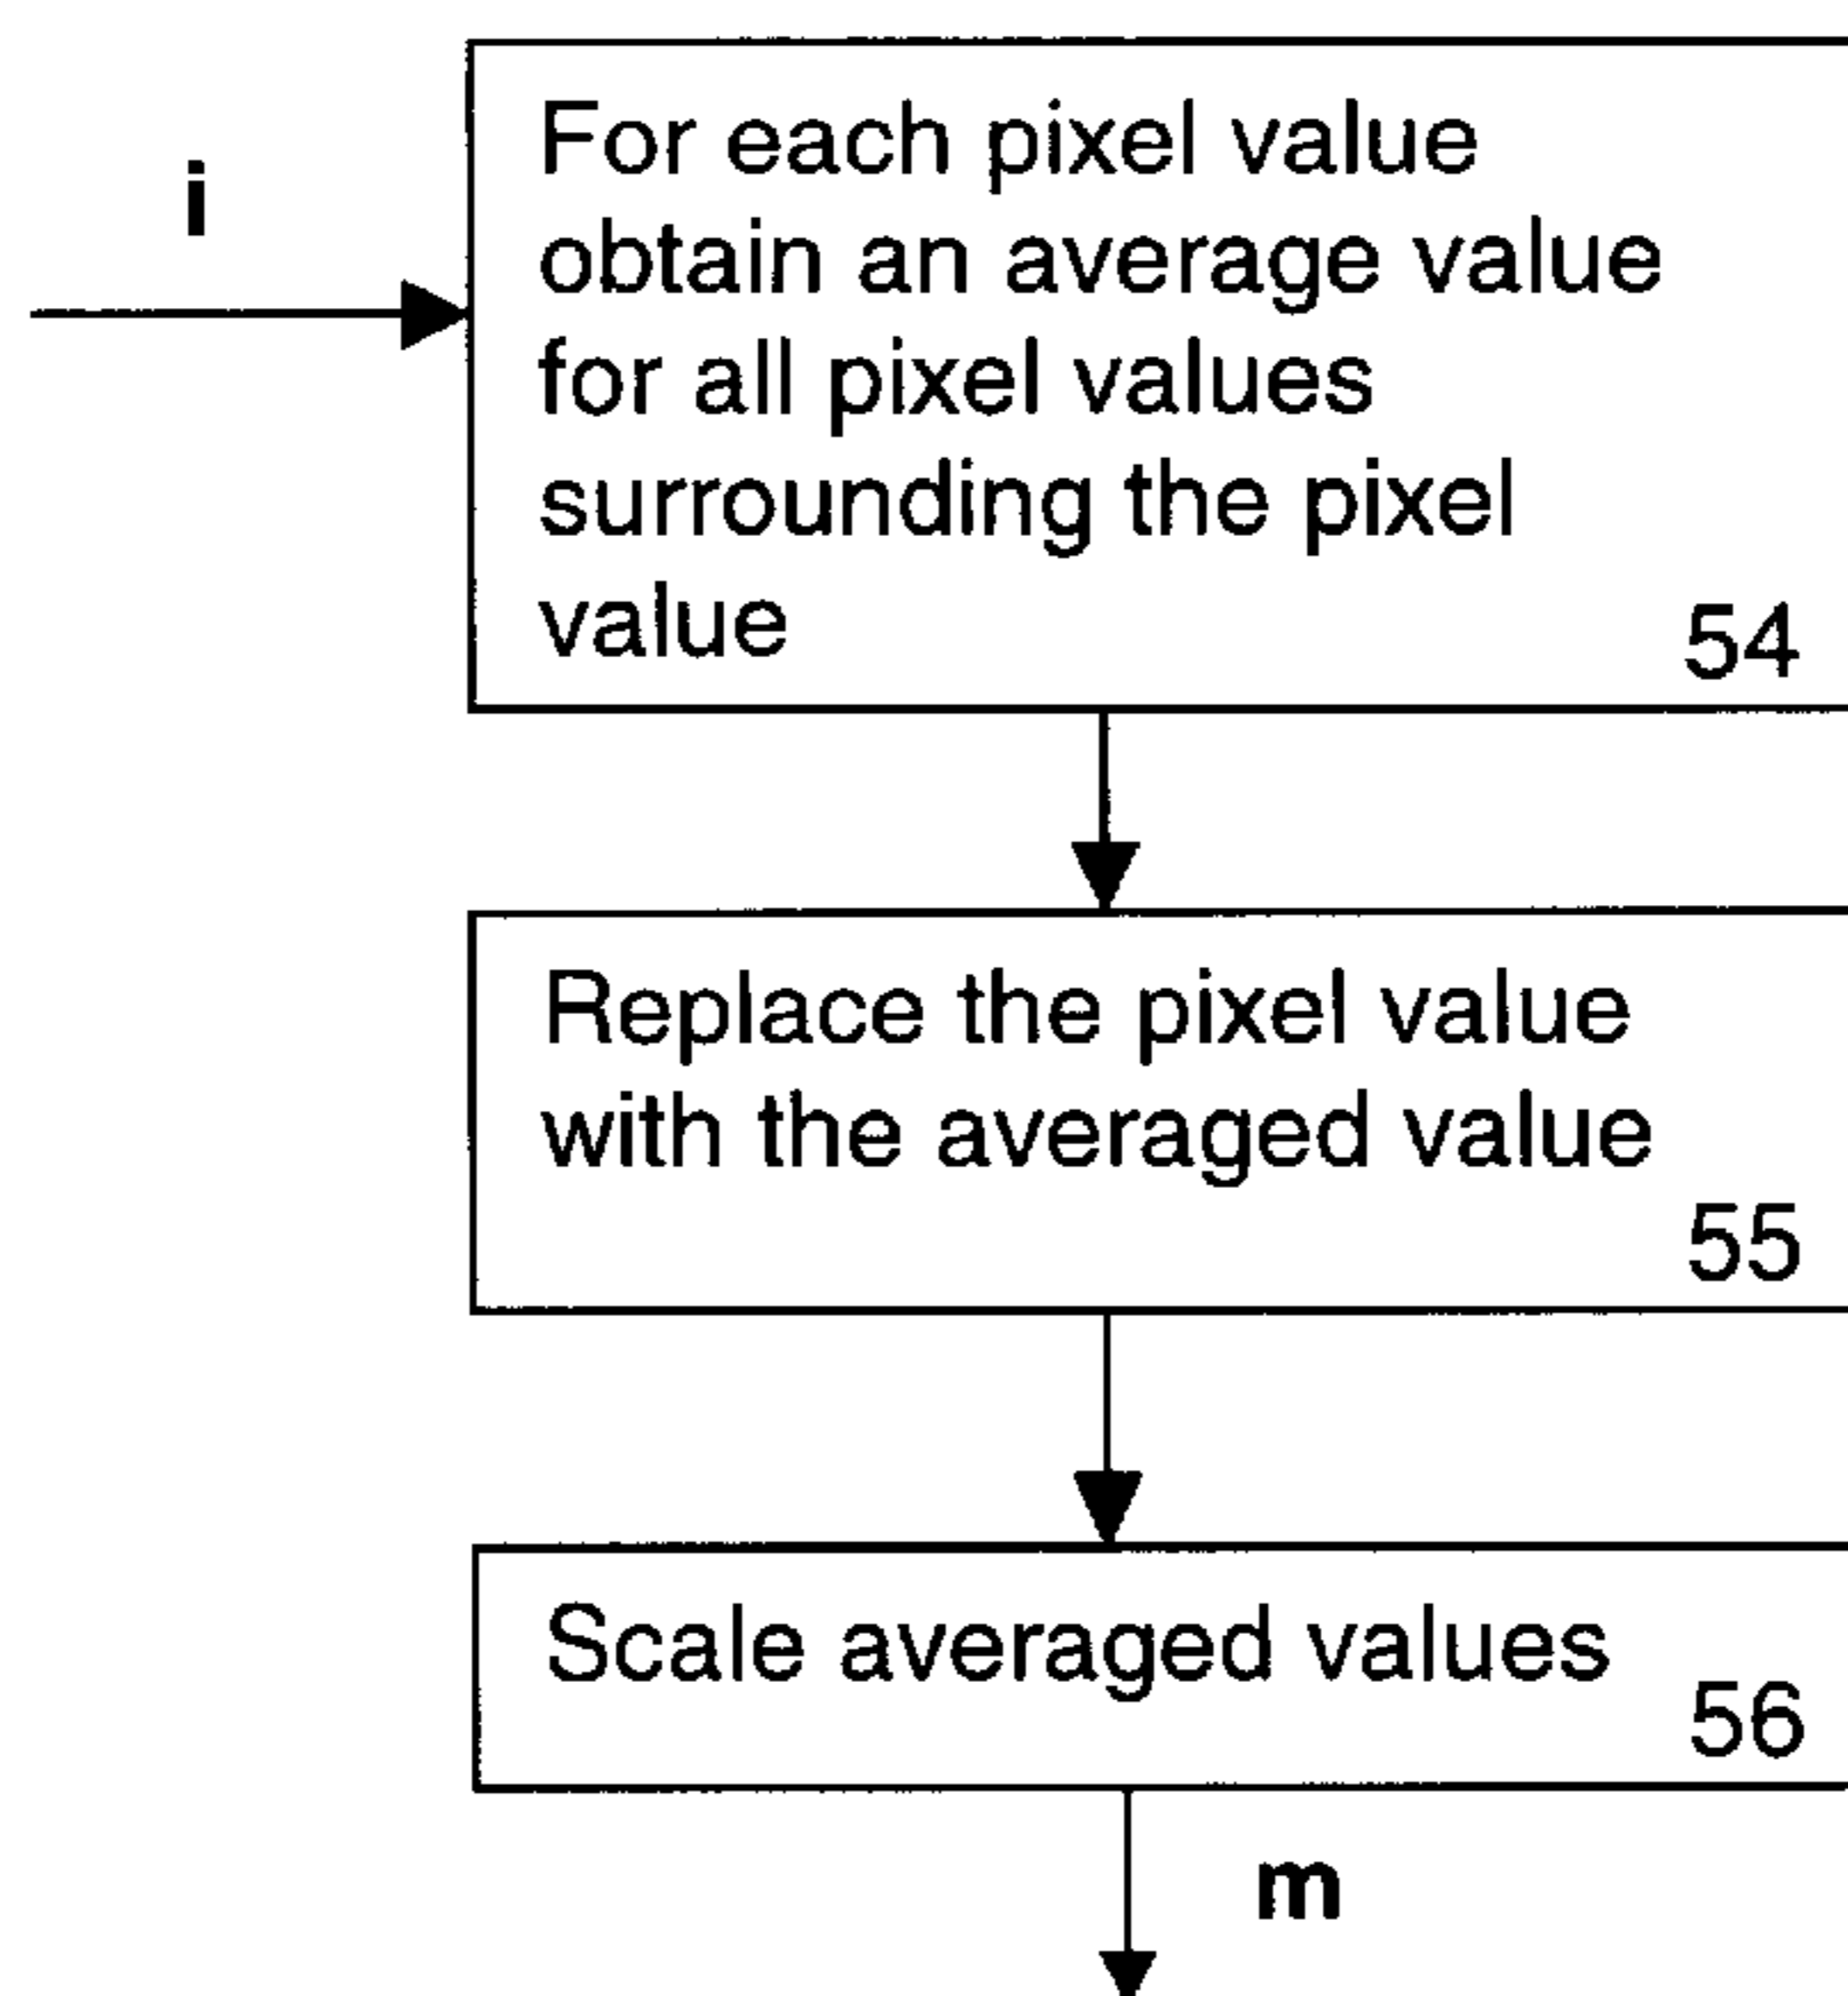 i
For each pixel value
obtain an average value
for all pixel values
surrounding the pixel
value
54
Replace the pixel value
with the averaged value
55
Scale averaged values
56
m